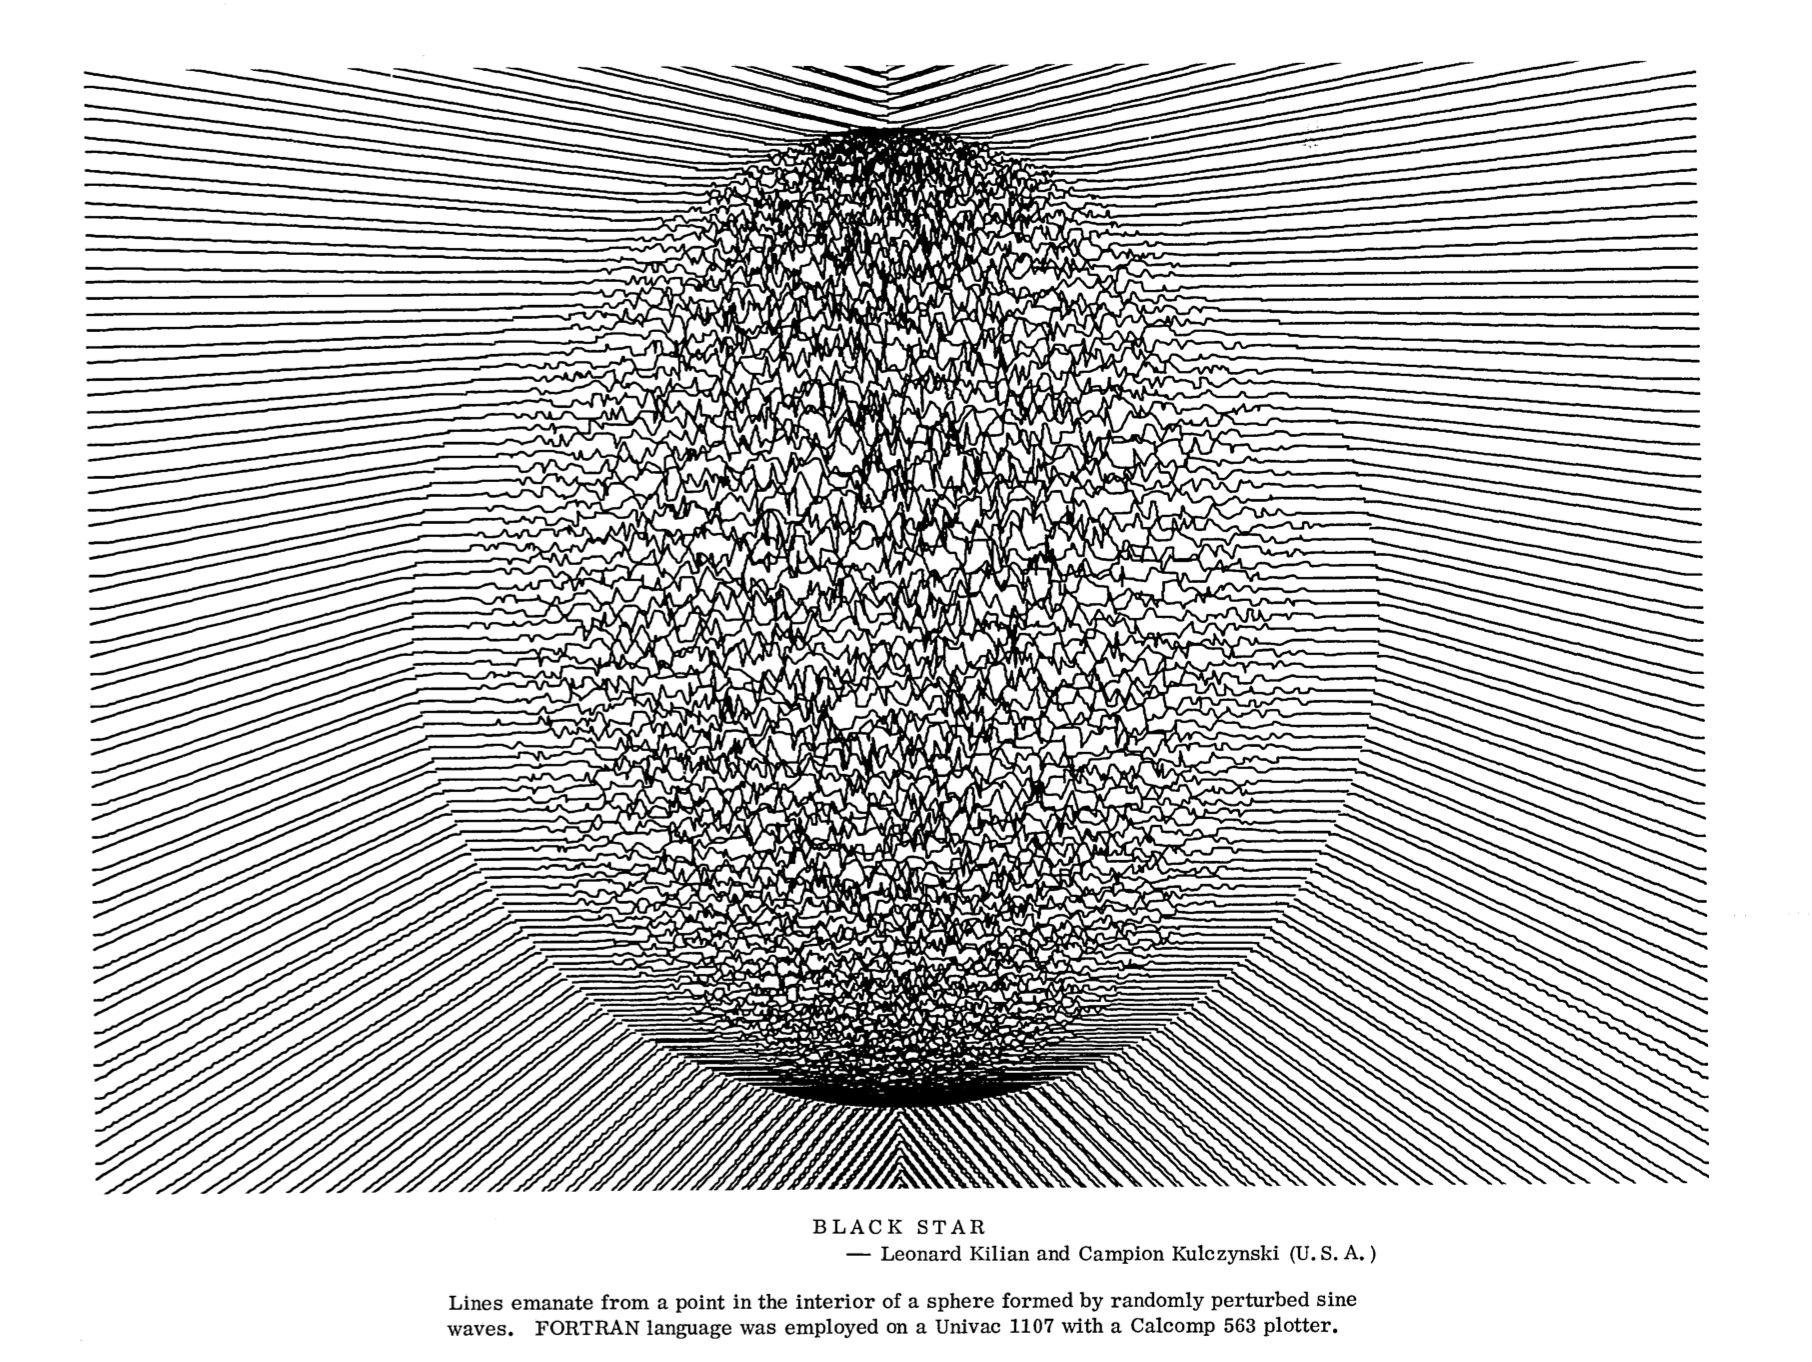 BLACK STAR
— Leonard Kilian and Campion Kulczynski (U.S.A.)
Lines emanate from a point in the interior of a sphere formed by randomly perturbed sine
waves. FORTRAN language was employed on a Univac 1107 with a Calcomp 563 plotter.